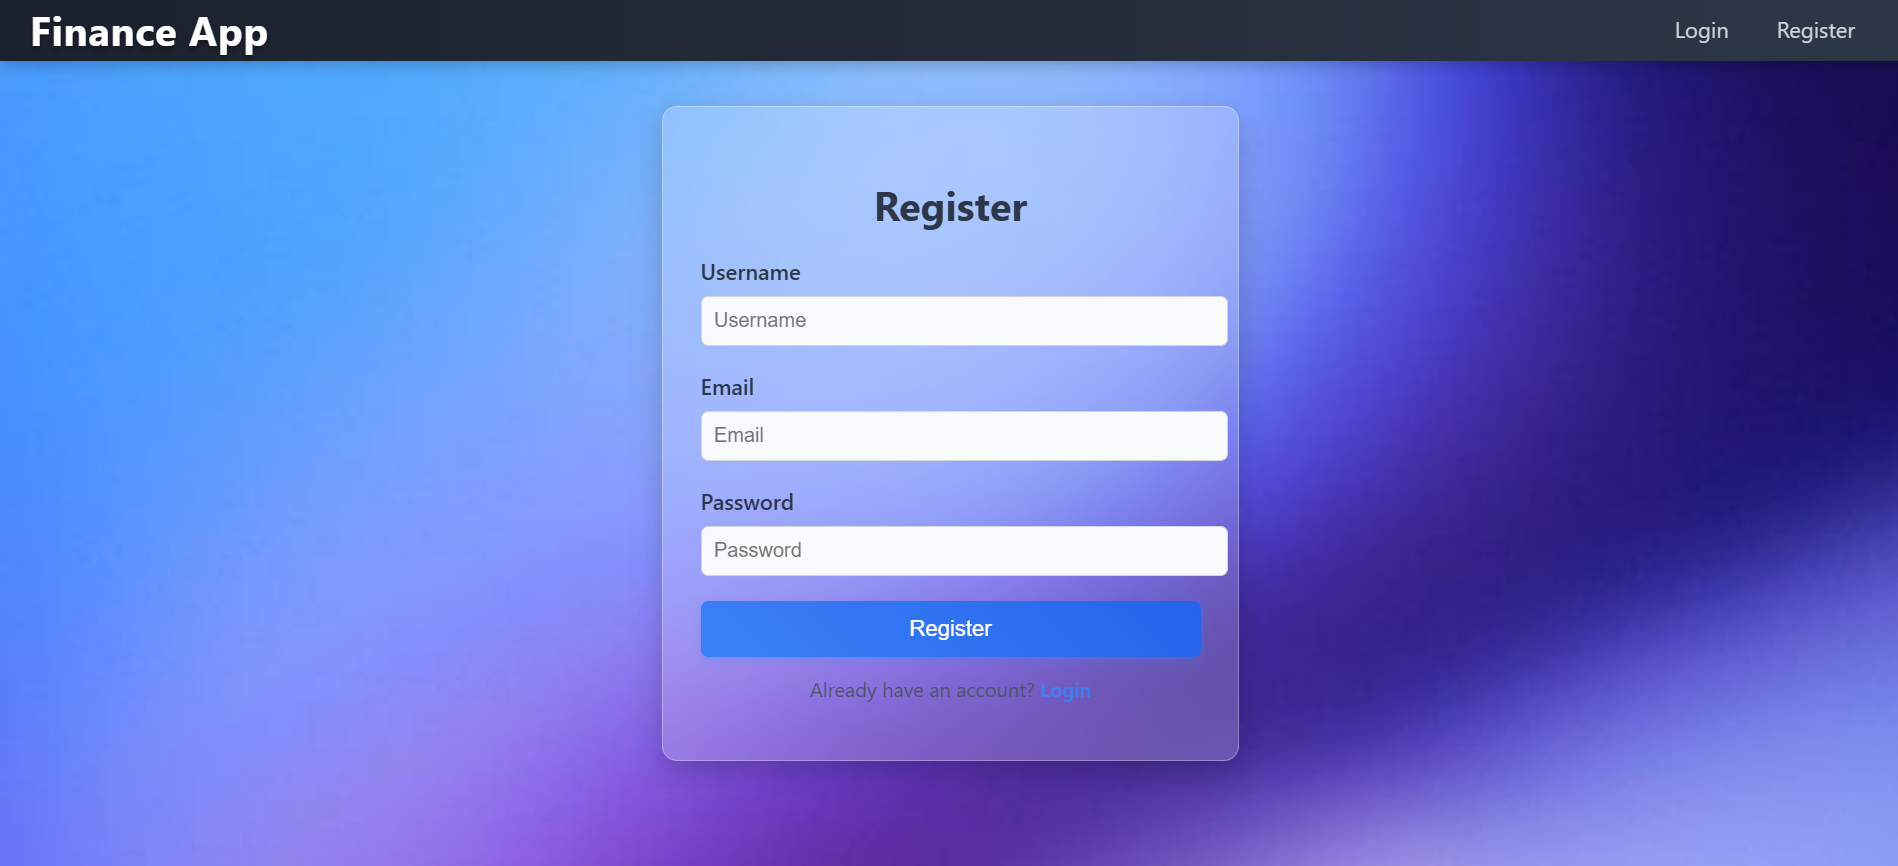 Finance App
Login Register
Register
Username
Username
Email
Email
Password
Password
Register
Already have an account? Login